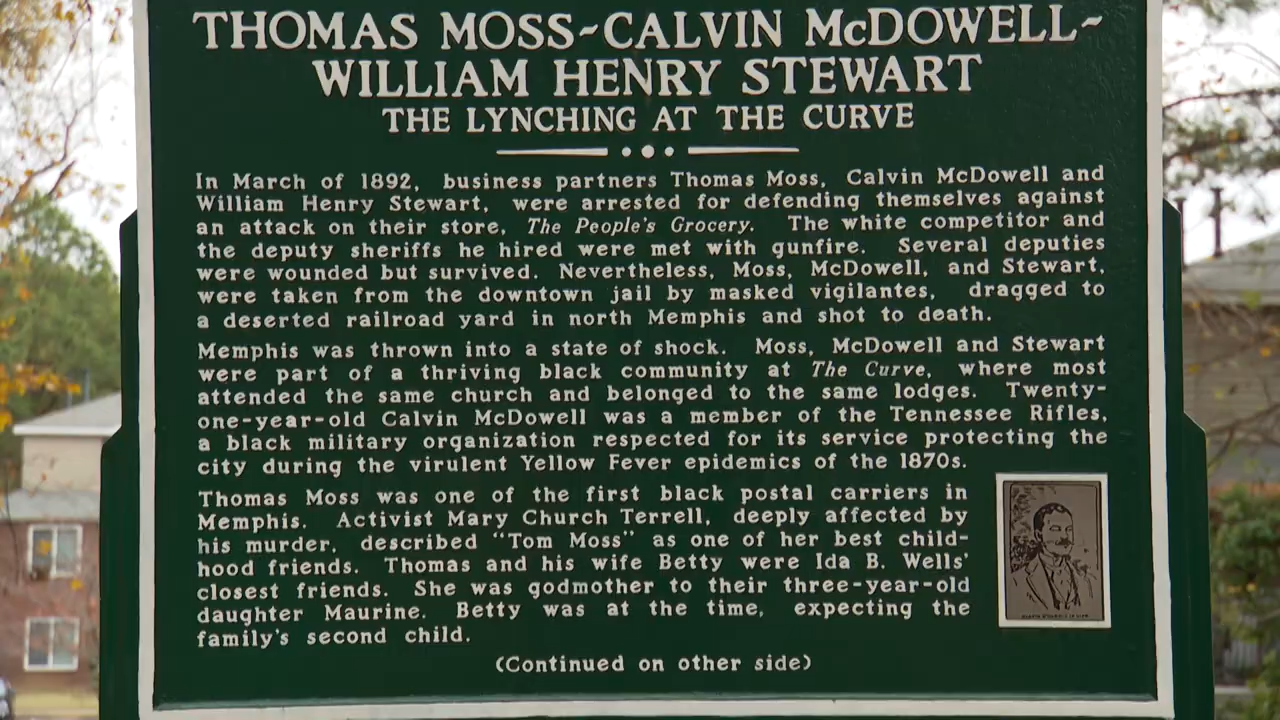 THOMAS MOSS~CALVIN McDOWELL~
WILLIAM HENRY STEWART
THE LYNCHING AT THE CURVE
In March of 1892, business partners Thomas Moss, Calvin McDowell and
William Henry Stewart, were arrested for defending themselves against
an attack on their store, The People's Grocery. The white competitor and
the deputy sheriffs he hired were met with gunfire. Several deputies
were wounded but survived. Nevertheless, Moss, McDowell, and Stewart,
were taken from the downtown jail by masked vigilantes, dragged to
a deserted railroad yard in north Memphis and shot to death.
Memphis was thrown into a state of shock. Moss, McDowell and Stewart
were part of a thriving black community at The Curve, where most
attended the same church and belonged to the same lodges. Twenty-
one-year-old Calvin McDowell was a member of the Tennessee Rifles,
a black military organization respected for its service protecting the
city during the virulent Yellow Fever epidemics of the 1870s.
Thomas Moss was one of the first black postal carriers in
Memphis. Activist Mary Church Terrell, deeply affected by
his murder, described "Tom Moss" as one of her best child-
hood friends. Thomas and his wife Betty were Ida B. Wells'
closest friends. She was godmother to their three-year-old
daughter Maurine. Betty was at the time, expecting the
family's second child.
(Continued on other side)